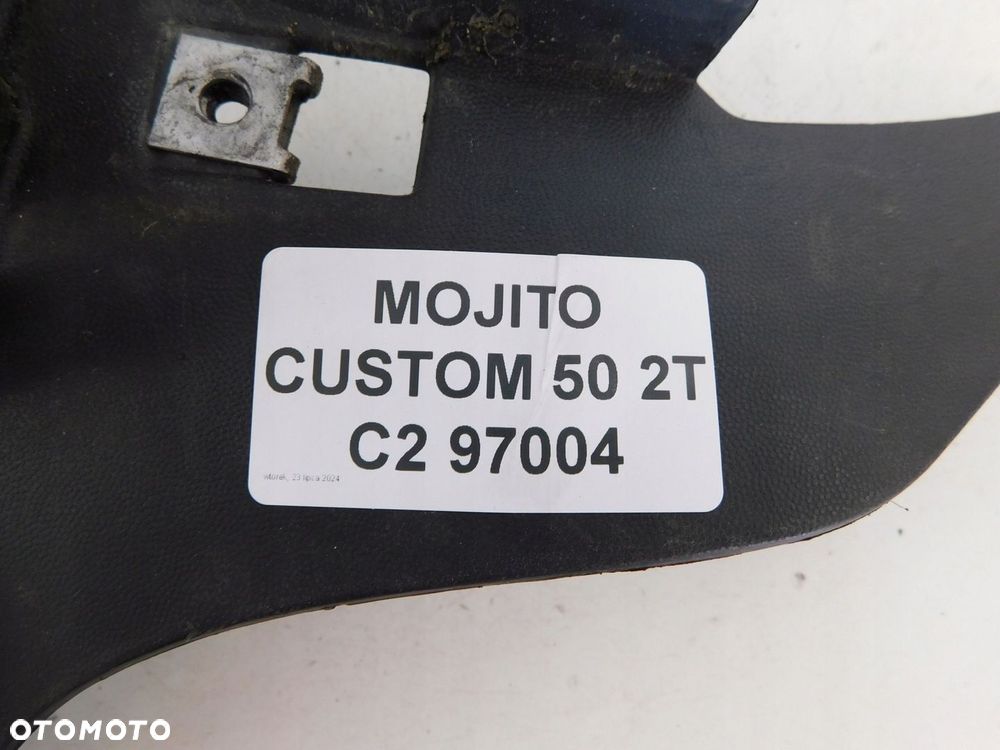 MOJITO
CUSTOM 50 2T
C2 97004
wtorek, 23 lipca 2024
OTOMOTO